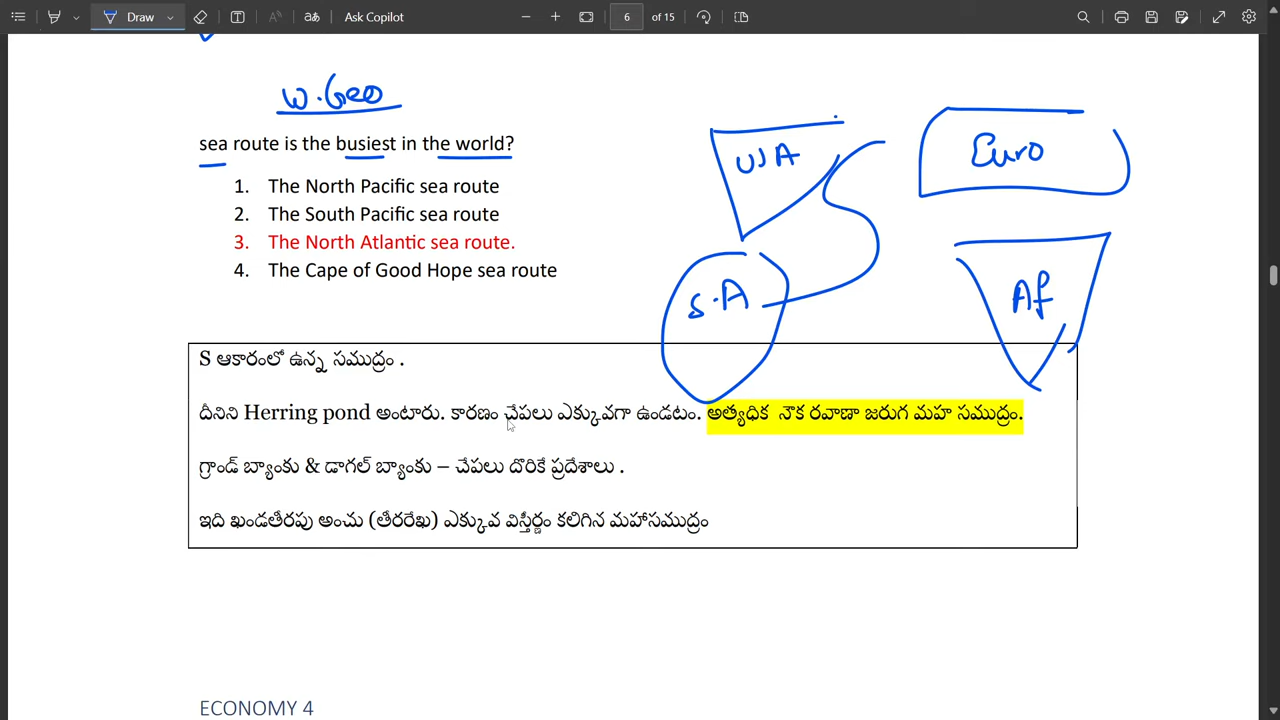 Draw
Ask Copilot
6 of 15
W. Geo
sea route is the busiest in the world?
USA
Euro
1. The North Pacific sea route
2. The South Pacific sea route
3. The North Atlantic sea route.
4. The Cape of Good Hope sea route
S.A
Af
S ఆకారంలో ఉన్న సముద్రం .
దీనిని Herring pond అంటారు. కారణం చేపలు ఎక్కువగా ఉండటం. అత్యధిక నౌక రవాణా జరుగ మహ సముద్రం.
గ్రాండ్ బ్యాంకు & డాగల్ బ్యాంకు – చేపలు దొరికే ప్రదేశాలు .
ఇది ఖండతీరపు అంచు (తీరరేఖ) ఎక్కువ విస్తీర్ణం కలిగిన మహాసముద్రం
ECONOMY 4